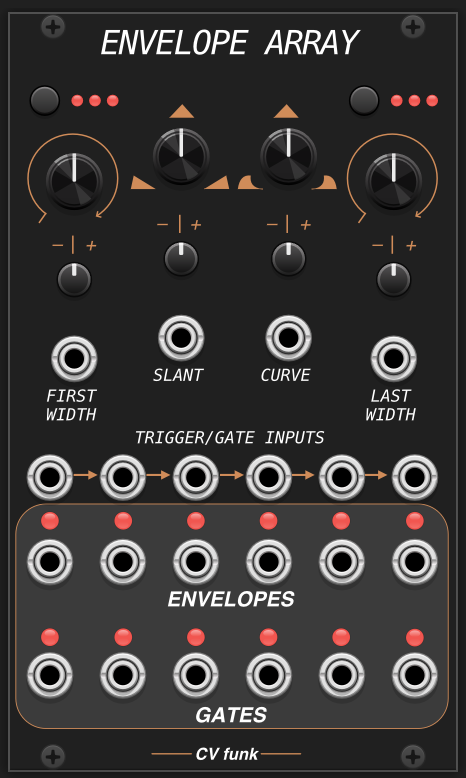 ENVELOPE ARRAY
− | +
− | +
− | +
− | +
SLANT
CURVE
FIRST
WIDTH
LAST
WIDTH
TRIGGER/GATE INPUTS
ENVELOPES
GATES
CV funk